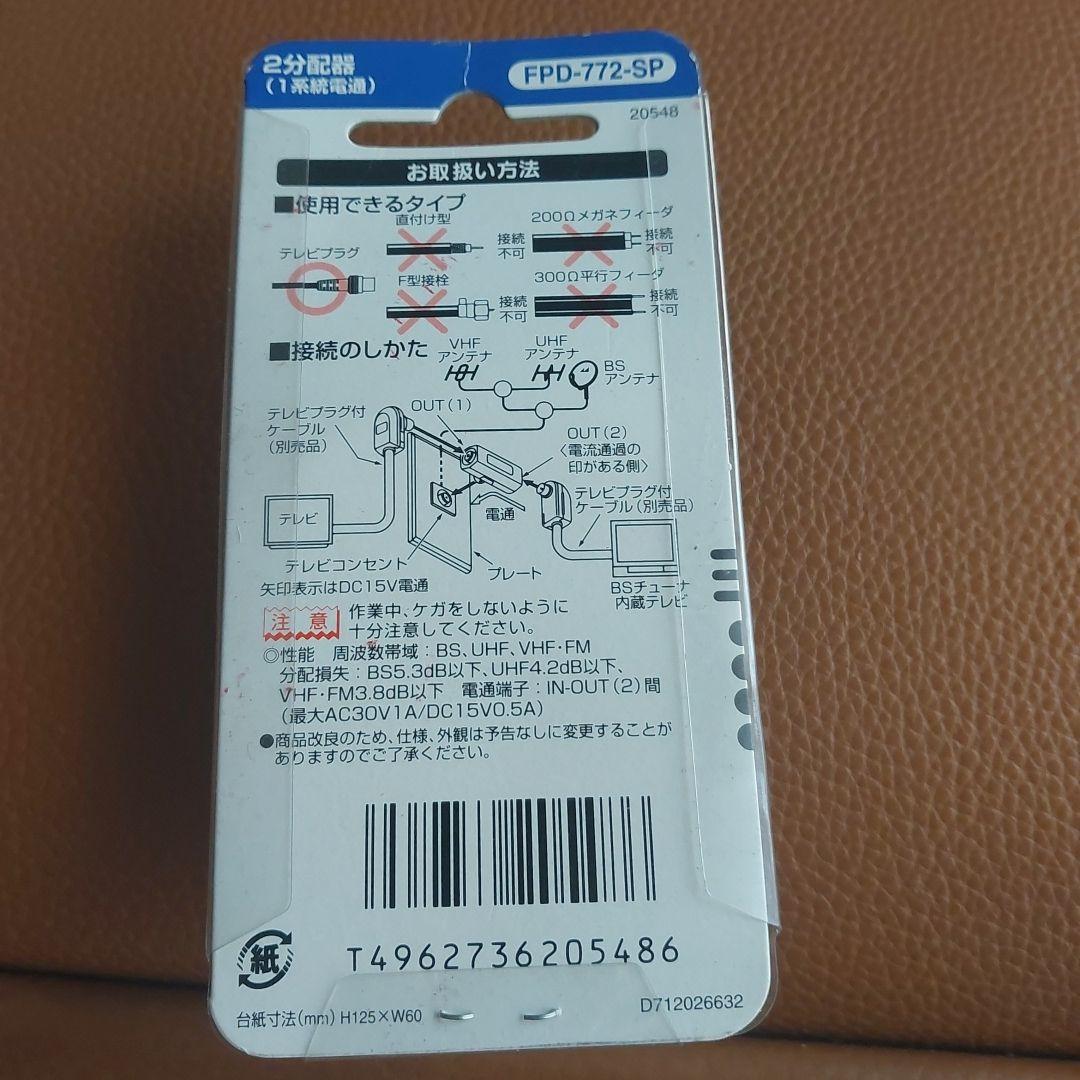 2分配器
(1系統電通)
FPD-772-SP
20548
お取扱い方法
■使用できるタイプ
テレビプラグ
直付け型
接続
不可
200Ωメガネフィーダ
接続
不可
F型接栓
接続
不可
300Ω平行フィーダ
接続
不可
■接続のしかた
VHF
アンテナ
UHF
アンテナ
BS
アンテナ
テレビプラグ付
ケーブル
(別売品)
OUT(1)
OUT(2)
〈電流通過の
印がある側〉
テレビ
電通
テレビプラグ付
ケーブル(別売品)
テレビコンセント
プレート
BSチューナ
内蔵テレビ
矢印表示はDC15V電通
注意
作業中、ケガをしないように
十分注意してください。
◎性能 周波数帯域:BS、UHF、VHF・FM
分配損失:BS5.3dB以下、UHF4.2dB以下、
VHF・FM3.8dB以下 電通端子:IN-OUT(2)間
(最大AC30V1A/DC15V0.5A)
●商品改良のため、仕様、外観は予告なしに変更することが
ありますのでご了承ください。
T4962736205486
紙
台紙寸法(mm) H125×W60
D712026632